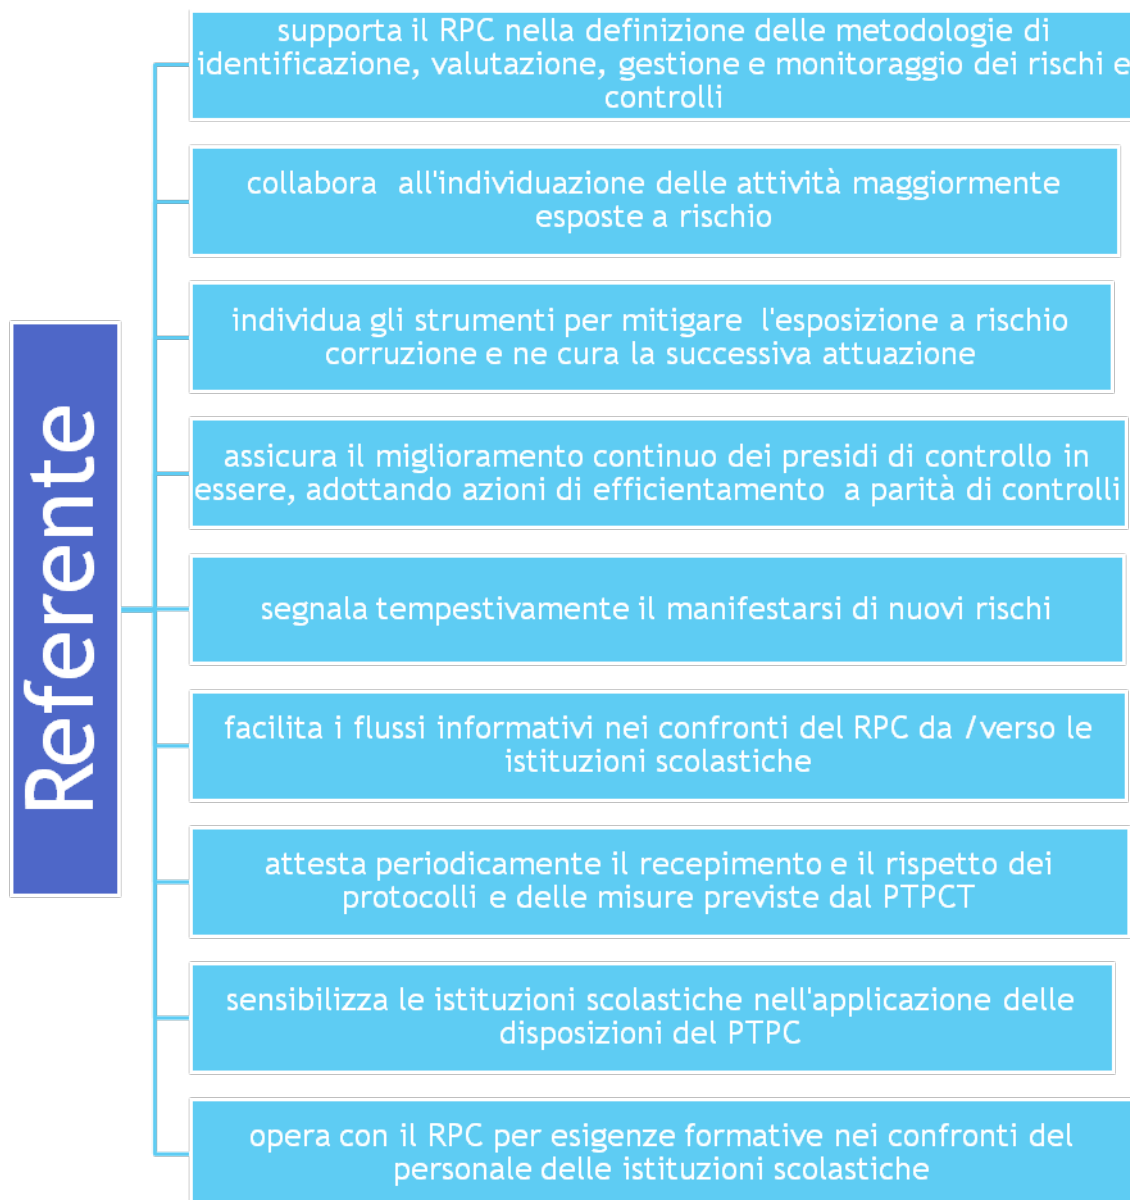 Referente
supporta il RPC nella definizione delle metodologie di
identificazione, valutazione, gestione e monitoraggio dei rischi e
controlli
collabora all'individuazione delle attività maggiormente
esposte a rischio
individua gli strumenti per mitigare l'esposizione a rischio
corruzione e ne cura la successiva attuazione
assicura il miglioramento continuo dei presidi di controllo in
essere, adottando azioni di efficientamento a parità di controlli
segnala tempestivamente il manifestarsi di nuovi rischi
facilita i flussi informativi nei confronti del RPC da /verso le
istituzioni scolastiche
attesta periodicamente il recepimento e il rispetto dei
protocolli e delle misure previste dal PTPCT
sensibilizza le istituzioni scolastiche nell'applicazione delle
disposizioni del PTPC
opera con il RPC per esigenze formative nei confronti del
personale delle istituzioni scolastiche